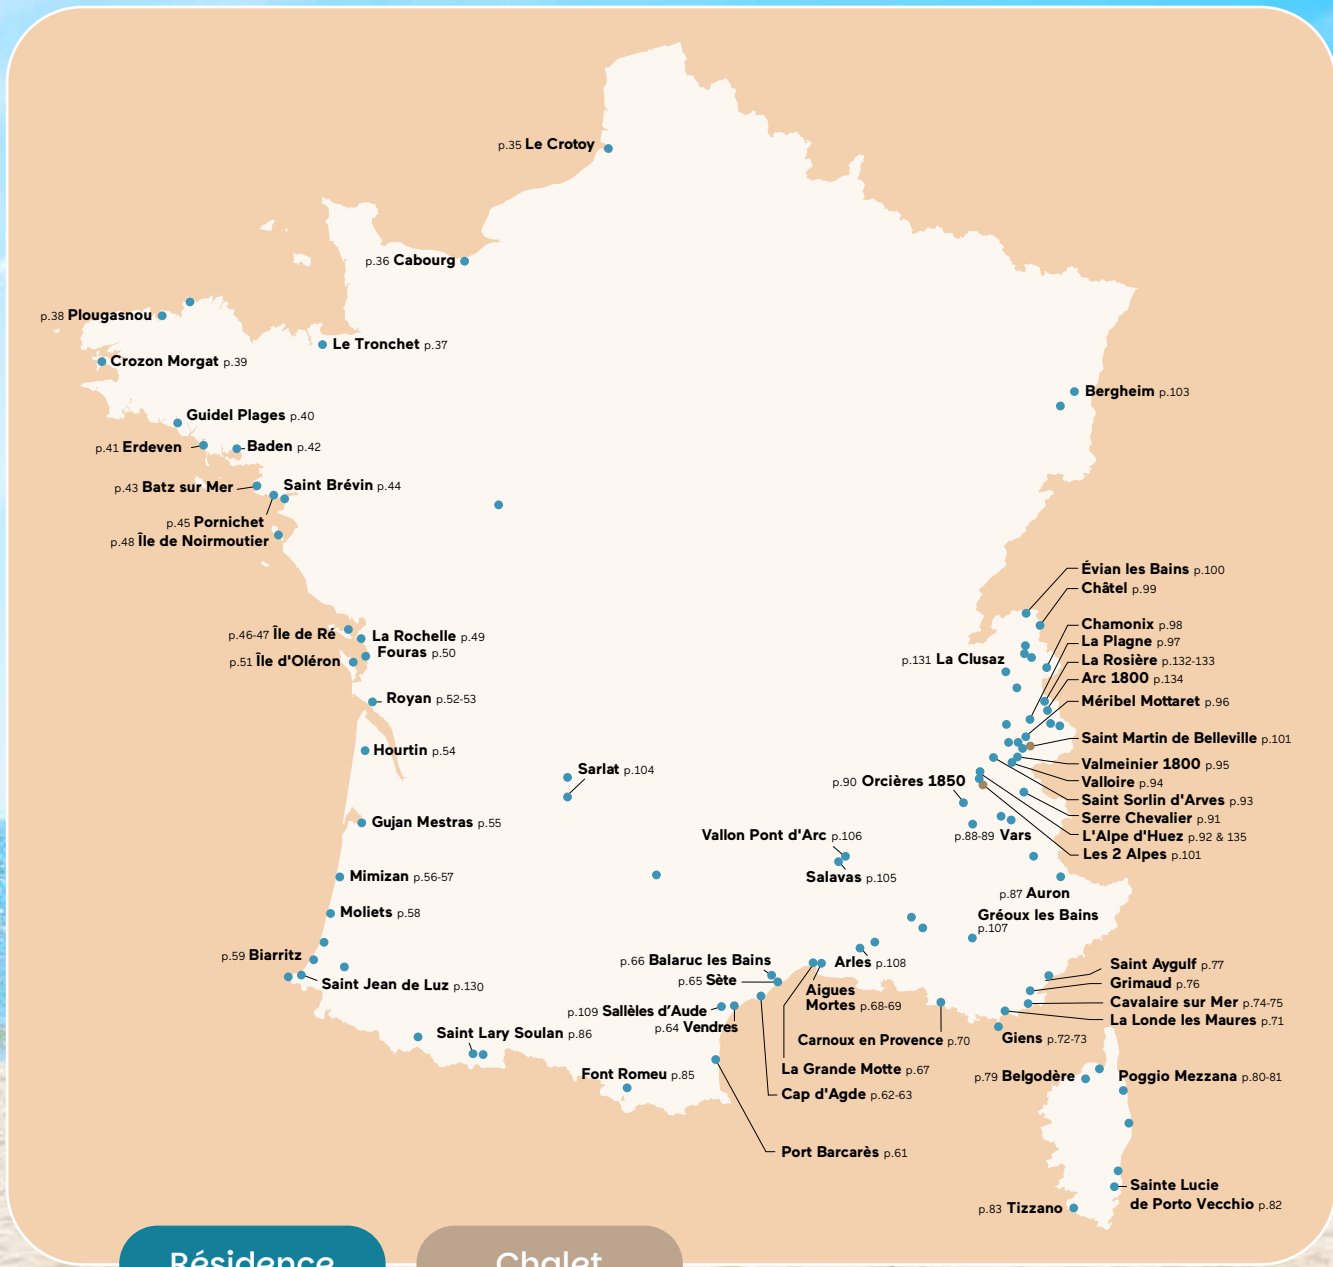 p.35 Le Crotoy
p.36 Cabourg
p.38 Plougasnou
Le Tronchet p.37
Crozon Morgat p.39
Bergheim p.103
Guidel Plages p.40
p.41 Erdeven
Baden p.42
p.43 Batz sur Mer
Saint Brévin p.44
p.45 Pornichet
p.48 Île de Noirmoutier
Évian les Bains p.100
Châtel p.99
Chamonix p.98
La Plagne p.97
p.131 La Clusaz
La Rosière p.132-133
Arc 1800 p.134
Méribel Mottaret p.96
Saint Martin de Belleville p.101
Valmeinier 1800 p.95
Valloire p.94
Saint Sorlin d'Arves p.93
Serre Chevalier p.91
L'Alpe d'Huez p.92 & 135
Les 2 Alpes p.101
p.46-47 Île de Ré
La Rochelle p.49
Fouras p.50
p.51 Île d'Oléron
Royan p.52-53
Hourtin p.54
Sarlat p.104
p.90 Orcières 1850
Gujan Mestras p.55
Vallon Pont d'Arc p.106
p.88-89 Vars
Salavas p.105
Mimizan p.56-57
p.87 Auron
Moliets p.58
Gréoux les Bains
p.107
p.59 Biarritz
p.66 Balaruc les Bains
Arles p.108
Saint Aygulf p.77
p.65 Sète
Saint Jean de Luz p.130
Grimaud p.76
Aigues
Mortes p.68-69
Cavalaire sur Mer p.74-75
p.109 Sallèles d’Aude
La Londe les Maures p.71
p.64 Vendres
Saint Lary Soulan p.86
Carnoux en Provence p.70
Giens p.72-73
La Grande Motte p.67
Font Romeu p.85
p.79 Belgodère
Poggio Mezzana p.80-81
Cap d'Agde p.62-63
Port Barcarès p.61
Sainte Lucie
de Porto Vecchio p.82
p.83 Tizzano
Résidence
Chalet